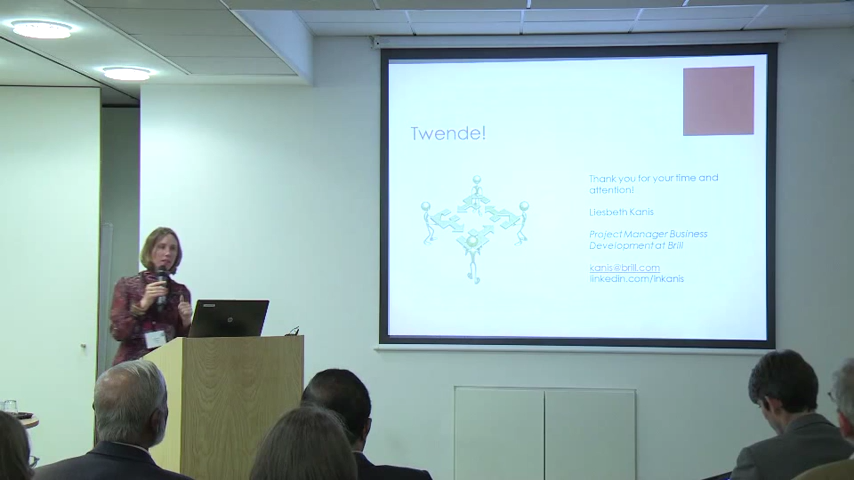 Twende!
Thank you for your time and
attention!
Liesbeth Kanis
Project Manager Business
Development at Brill
kanis@brill.com
linkedin.com/inkanis